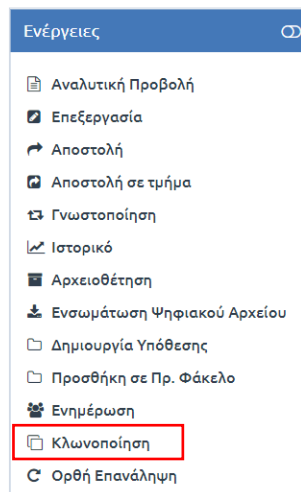 Ενέργειες
Αναλυτική Προβολή
Επεξεργασία
Αποστολή
Αποστολή σε τμήμα
Γνωστοποίηση
Ιστορικό
Αρχειοθέτηση
Ενσωμάτωση Ψηφιακού Αρχείου
Δημιουργία Υπόθεσης
Προσθήκη σε Πρ. Φάκελο
Ενημέρωση
Κλωνοποίηση
Ορθή Επανάληψη